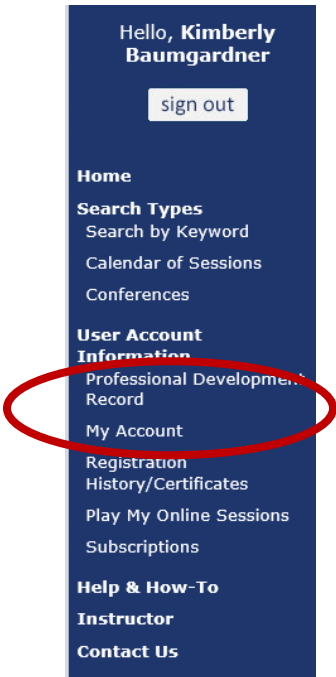 Hello, Kimberly
Baumgardner
sign out
Home
Search Types
Search by Keyword
Calendar of Sessions
Conferences
User Account
Information
Professional Development
Record
My Account
Registration
History/Certificates
Play My Online Sessions
Subscriptions
Help & How-To
Instructor
Contact Us